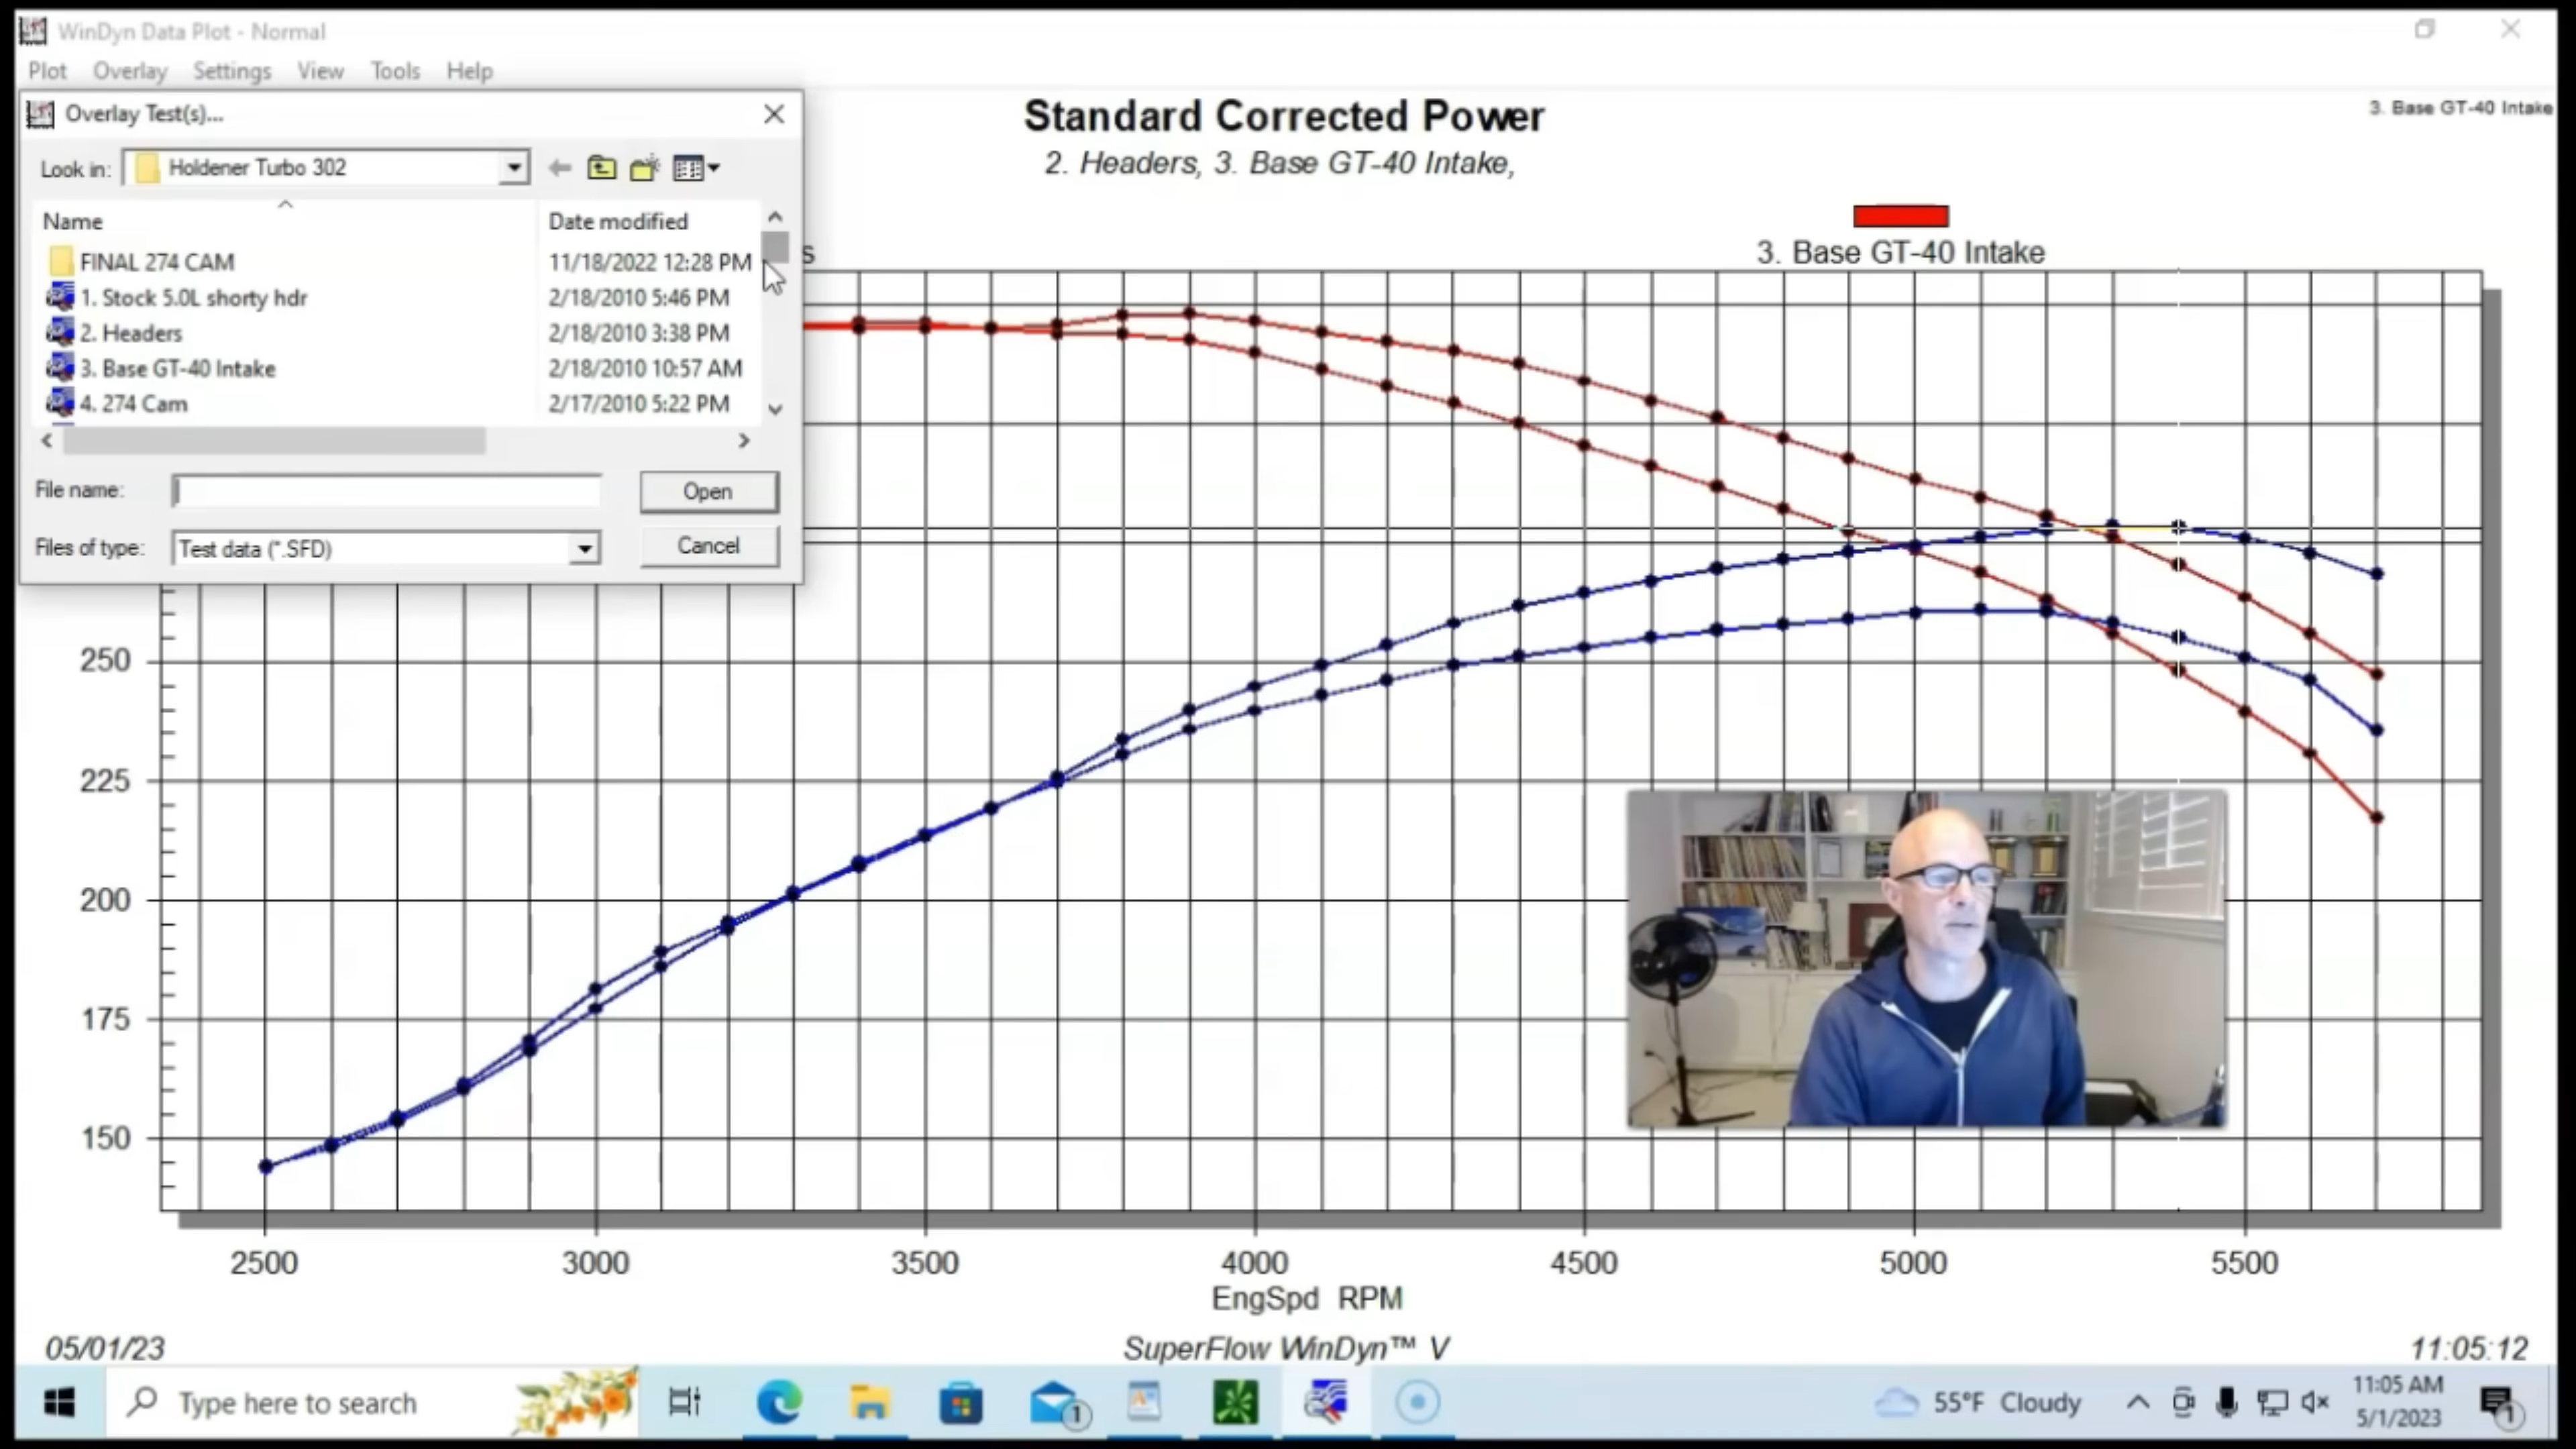 WinDyn Data Plot - Normal
Plot Overlay Settings View Tools Help
Overlay Test(s)...
Look in: Holdener Turbo 302
Name Date modified
FINAL 274 CAM 11/18/2022 12:28 PM
1. Stock 5.0L shorty hdr 2/18/2010 5:46 PM
2. Headers 2/18/2010 3:38 PM
3. Base GT-40 Intake 2/18/2010 10:57 AM
4. 274 Cam 2/17/2010 5:22 PM
File name: Open
Files of type: Test data (*.SFD) Cancel
Standard Corrected Power
2. Headers, 3. Base GT-40 Intake,
3. Base GT-40 Intake
s
3. Base GT-40 Intake
250
225
200
175
150
2500 3000 3500 4000 4500 5000 5500
EngSpd RPM
05/01/23 SuperFlow WinDyn™ V 11:05:12
Type here to search 1 55°F Cloudy 11:05 AM
5/1/2023 1